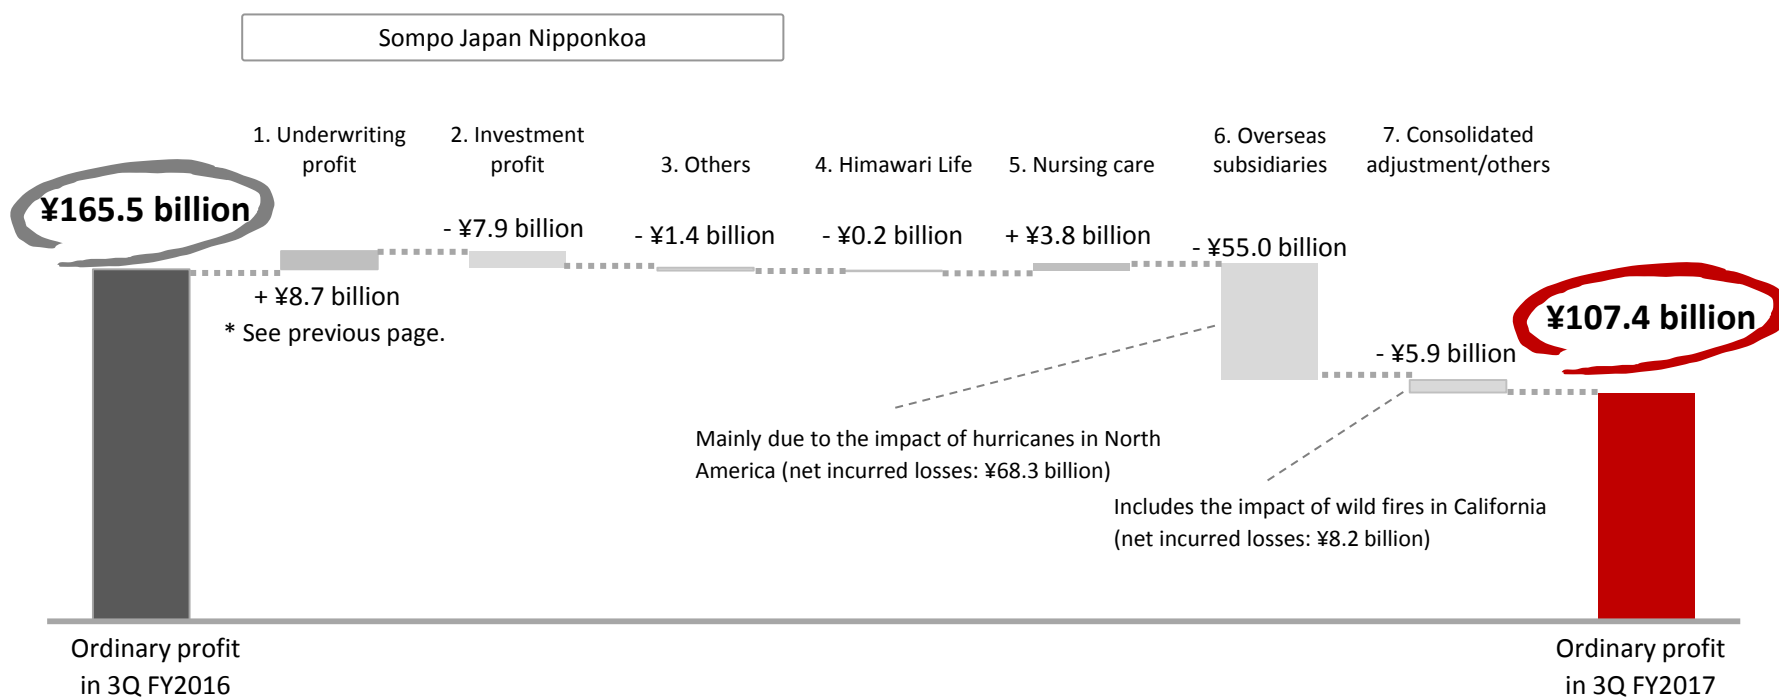 Sompo Japan Nipponkoa
1. Underwriting
profit
2. Investment
profit
3. Others
4. Himawari Life
5. Nursing care
6. Overseas
subsidiaries
7. Consolidated
adjustment/others
¥165.5 billion
+ ¥8.7 billion
* See previous page.
- ¥7.9 billion
- ¥1.4 billion
- ¥0.2 billion
+ ¥3.8 billion
- ¥55.0 billion
- ¥5.9 billion
¥107.4 billion
Mainly due to the impact of hurricanes in North
America (net incurred losses: ¥68.3 billion)
Includes the impact of wild fires in California
(net incurred losses: ¥8.2 billion)
Ordinary profit
in 3Q FY2016
Ordinary profit
in 3Q FY2017